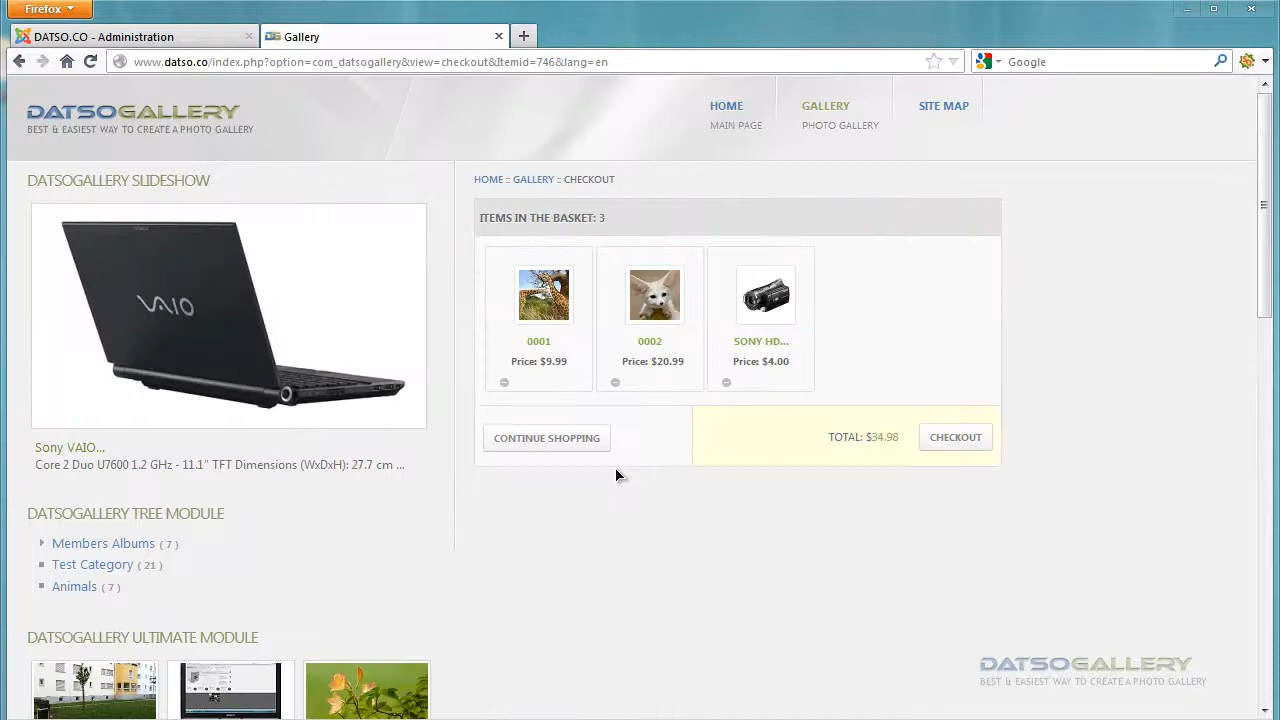 Firefox
DATSO.CO - Administration
Gallery
www.datso.co/index.php?option=com_datsogallery&view=checkout&Itemid=746&lang=en
Google
DATSOGALLERY
BEST & EASIEST WAY TO CREATE A PHOTO GALLERY
HOME
MAIN PAGE
GALLERY
PHOTO GALLERY
SITE MAP
DATSOGALLERY SLIDESHOW
VAIO
Sony VAIO...
Core 2 Duo U7600 1.2 GHz - 11.1" TFT Dimensions (WxDxH): 27.7 cm ...
DATSOGALLERY TREE MODULE
Members Albums ( 7 )
Test Category ( 21 )
Animals ( 7 )
DATSOGALLERY ULTIMATE MODULE
HOME :: GALLERY :: CHECKOUT
ITEMS IN THE BASKET: 3
0001
Price: $9.99
0002
Price: $20.99
SONY HD...
Price: $4.00
CONTINUE SHOPPING
TOTAL: $34.98
CHECKOUT
DATSOGALLERY
BEST & EASIEST WAY TO CREATE A PHOTO GALLERY